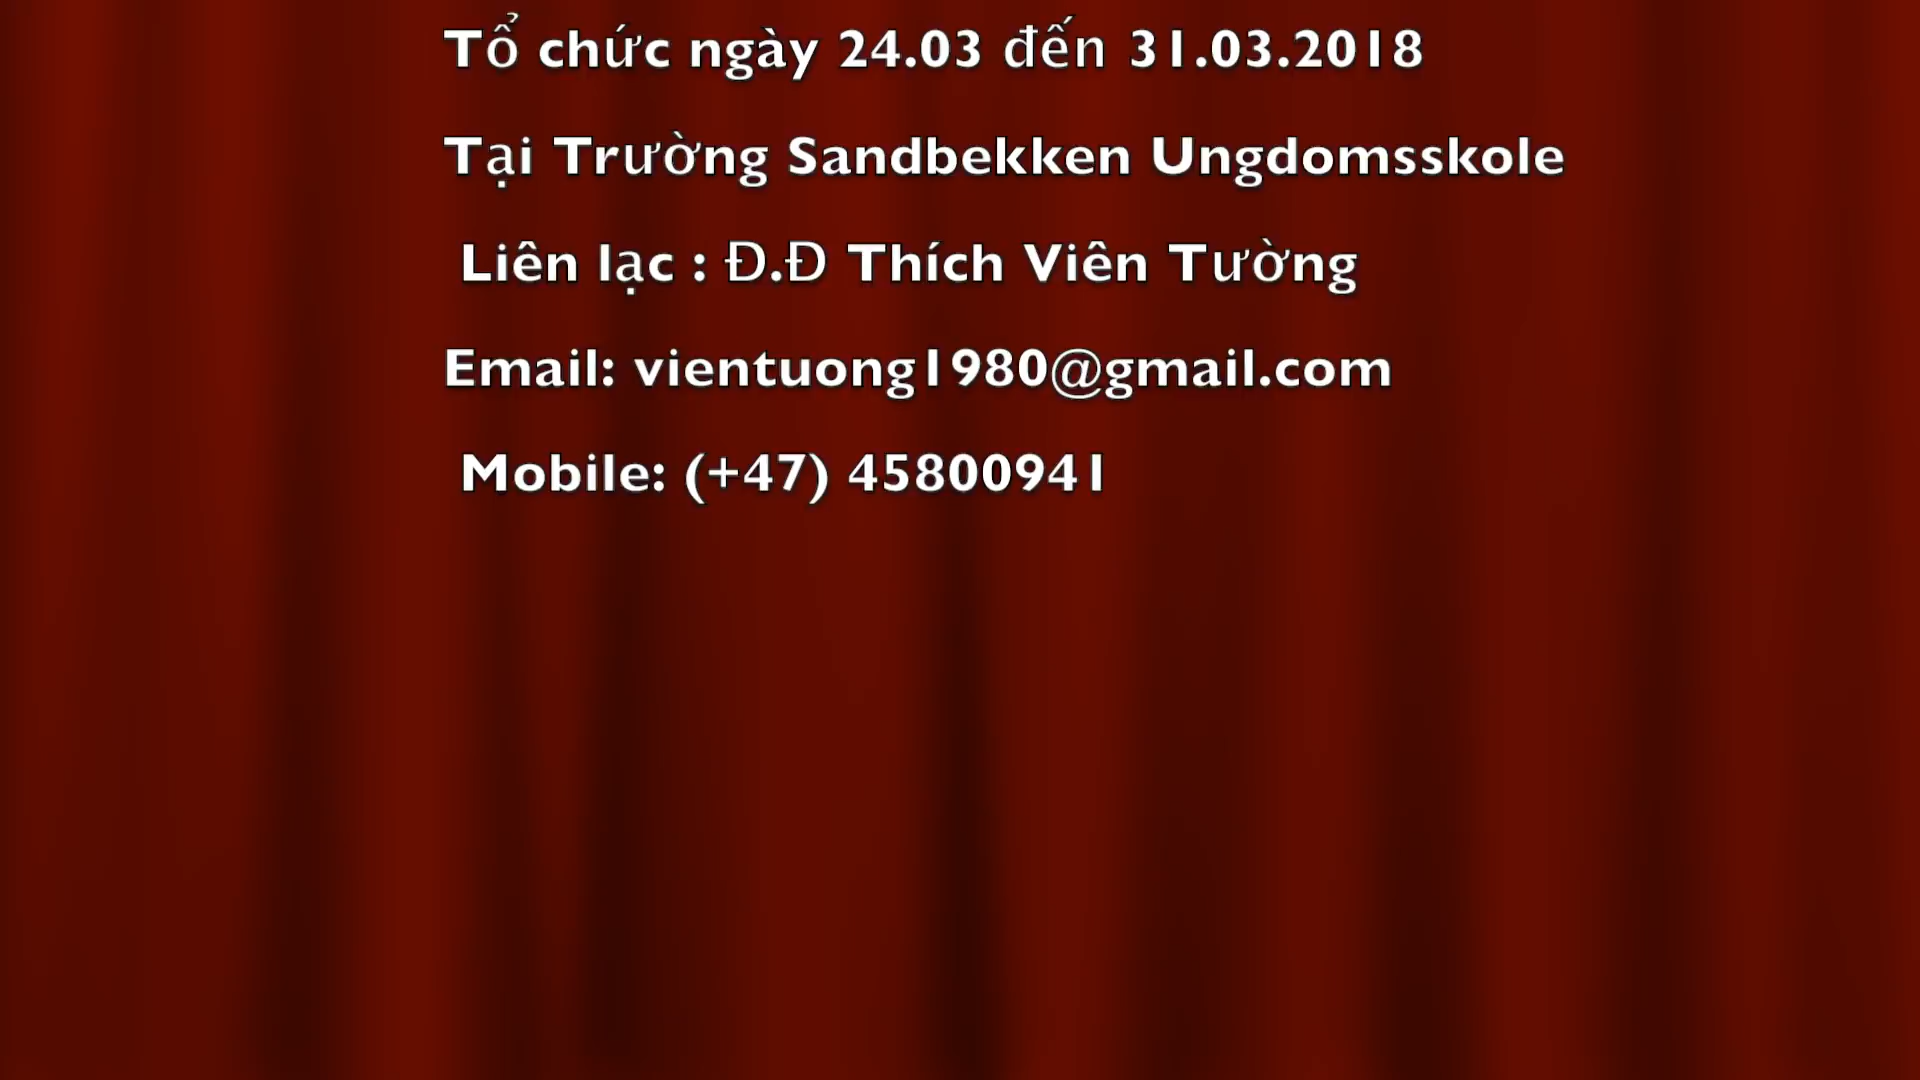 Tổ chức ngày 24.03 đến 31.03.2018
Tại Trường Sandbekken Ungdomsskole
Liên lạc : Đ.Đ Thích Viên Tường
Email: vientuong1980@gmail.com
Mobile: (+47) 45800941